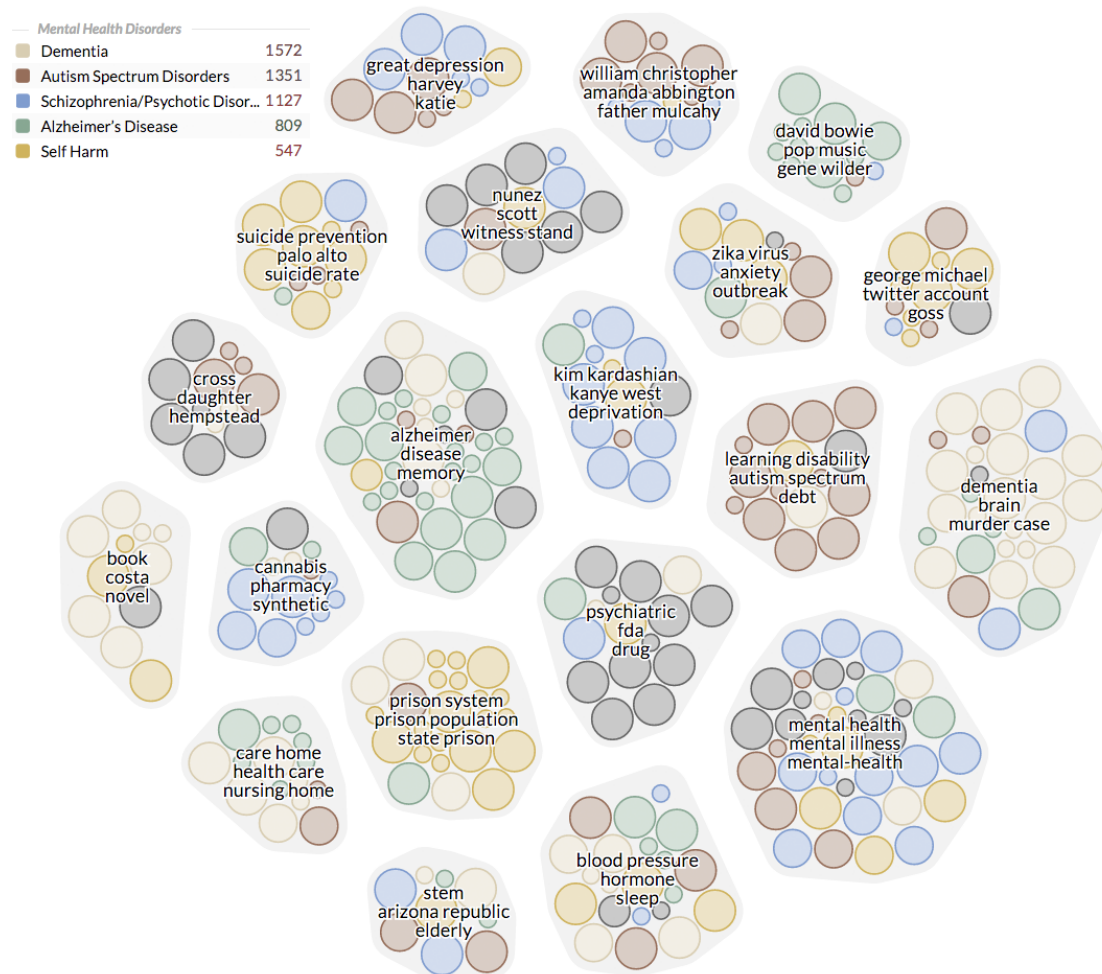 Mental Health Disorders
Dementia 1572
Autism Spectrum Disorders 1351
Schizophrenia/Psychotic Disor... 1127
Alzheimer's Disease 809
Self Harm 547
great depression
harvey
katie
william christopher
amanda abbington
father mulcahy
david bowie
pop music
gene wilder
nunez
scott
witness stand
suicide prevention
palo alto
suicide rate
zika virus
anxiety
outbreak
george michael
twitter account
goss
cross
daughter
hempstead
kim kardashian
kanye west
deprivation
alzheimer
disease
memory
learning disability
autism spectrum
debt
dementia
brain
murder case
book
costa
novel
cannabis
pharmacy
synthetic
psychiatric
fda
drug
prison system
prison population
state prison
mental health
mental illness
mental-health
care home
health care
nursing home
blood pressure
hormone
sleep
stem
arizona republic
elderly